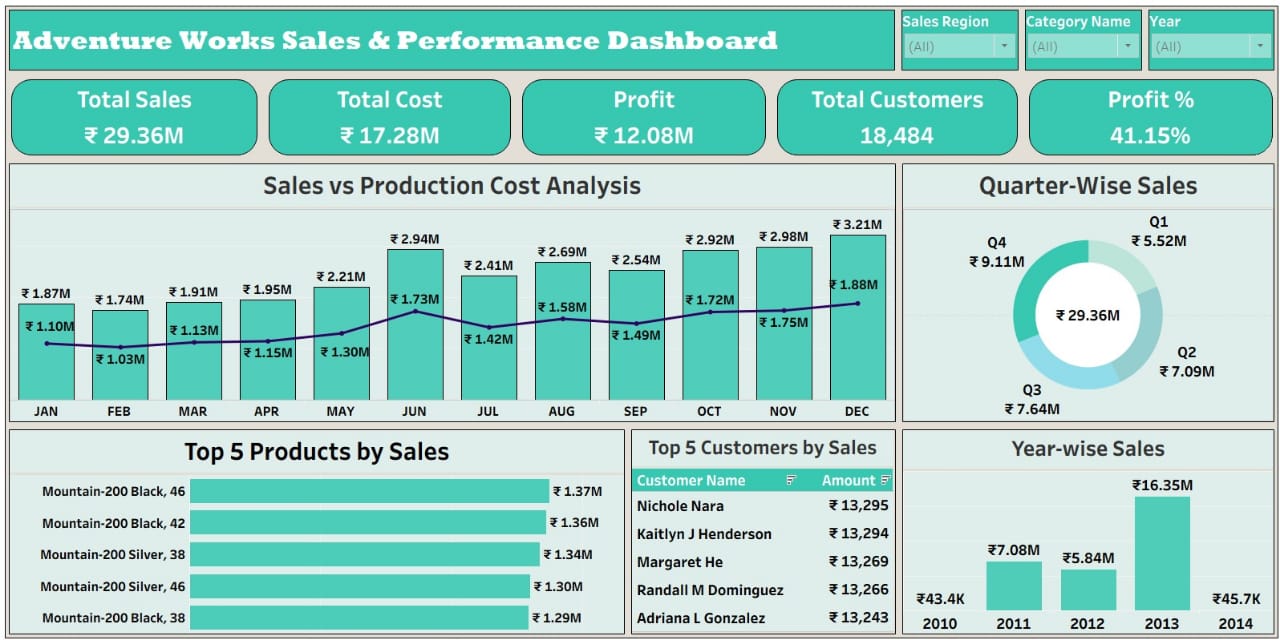 Adventure Works Sales & Performance Dashboard
Sales Region
(All)
Category Name
(All)
Year
(All)
Total Sales
₹ 29.36M
Total Cost
₹ 17.28M
Profit
₹ 12.08M
Total Customers
18,484
Profit %
41.15%
Sales vs Production Cost Analysis
₹ 1.87M
₹ 1.74M
₹ 1.91M
₹ 1.95M
₹ 2.21M
₹ 2.94M
₹ 2.41M
₹ 2.69M
₹ 2.54M
₹ 2.92M
₹ 2.98M
₹ 3.21M
₹ 1.10M
₹ 1.03M
₹ 1.13M
₹ 1.15M
₹ 1.30M
₹ 1.73M
₹ 1.42M
₹ 1.58M
₹ 1.49M
₹ 1.72M
₹ 1.75M
₹ 1.88M
JAN FEB MAR APR MAY JUN JUL AUG SEP OCT NOV DEC
Quarter-Wise Sales
Q1
₹ 5.52M
Q4
₹ 9.11M
₹ 29.36M
Q2
₹ 7.09M
Q3
₹ 7.64M
Top 5 Products by Sales
Mountain-200 Black, 46 ₹ 1.37M
Mountain-200 Black, 42 ₹ 1.36M
Mountain-200 Silver, 38 ₹ 1.34M
Mountain-200 Silver, 46 ₹ 1.30M
Mountain-200 Black, 38 ₹ 1.29M
Top 5 Customers by Sales
Customer Name Amount
Nichole Nara ₹ 13,295
Kaitlyn J Henderson ₹ 13,294
Margaret He ₹ 13,269
Randall M Dominguez ₹ 13,266
Adriana L Gonzalez ₹ 13,243
Year-wise Sales
₹43.4K
₹7.08M
₹5.84M
₹16.35M
₹45.7K
2010 2011 2012 2013 2014